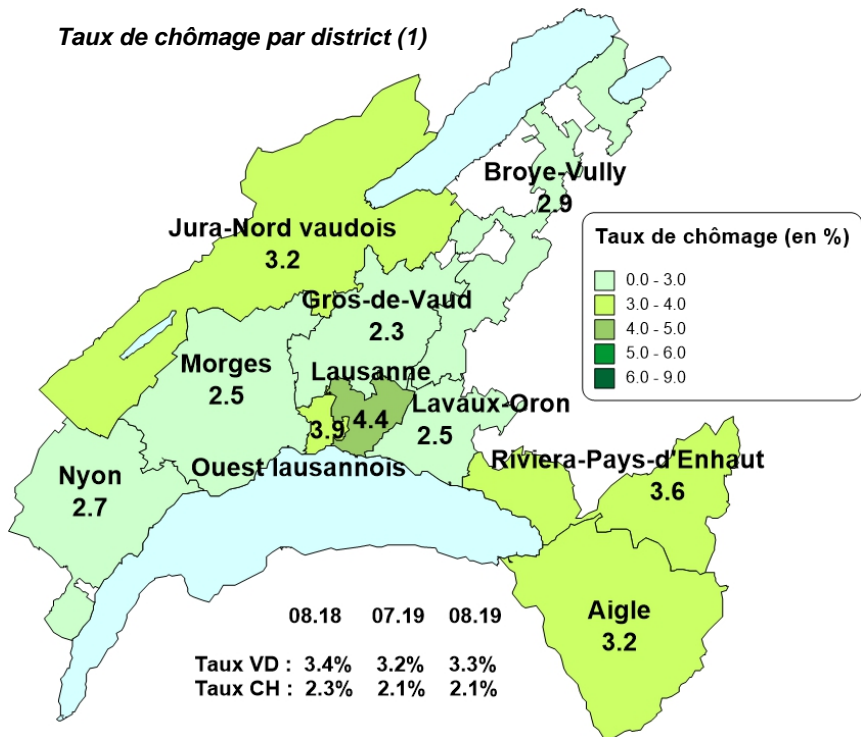 Taux de chômage par district (1)
Broye-Vully
2.9
Jura-Nord vaudois
3.2
Taux de chômage (en %)
0.0 - 3.0
3.0 - 4.0
4.0 - 5.0
5.0 - 6.0
6.0 - 9.0
Gros-de-Vaud
2.3
Morges
2.5
Lausanne
4.4
Lavaux-Oron
2.5
3.9
Ouest lausannois
Nyon
2.7
Riviera-Pays-d'Enhaut
3.6
Aigle
3.2
08.18 07.19 08.19
Taux VD : 3.4% 3.2% 3.3%
Taux CH : 2.3% 2.1% 2.1%